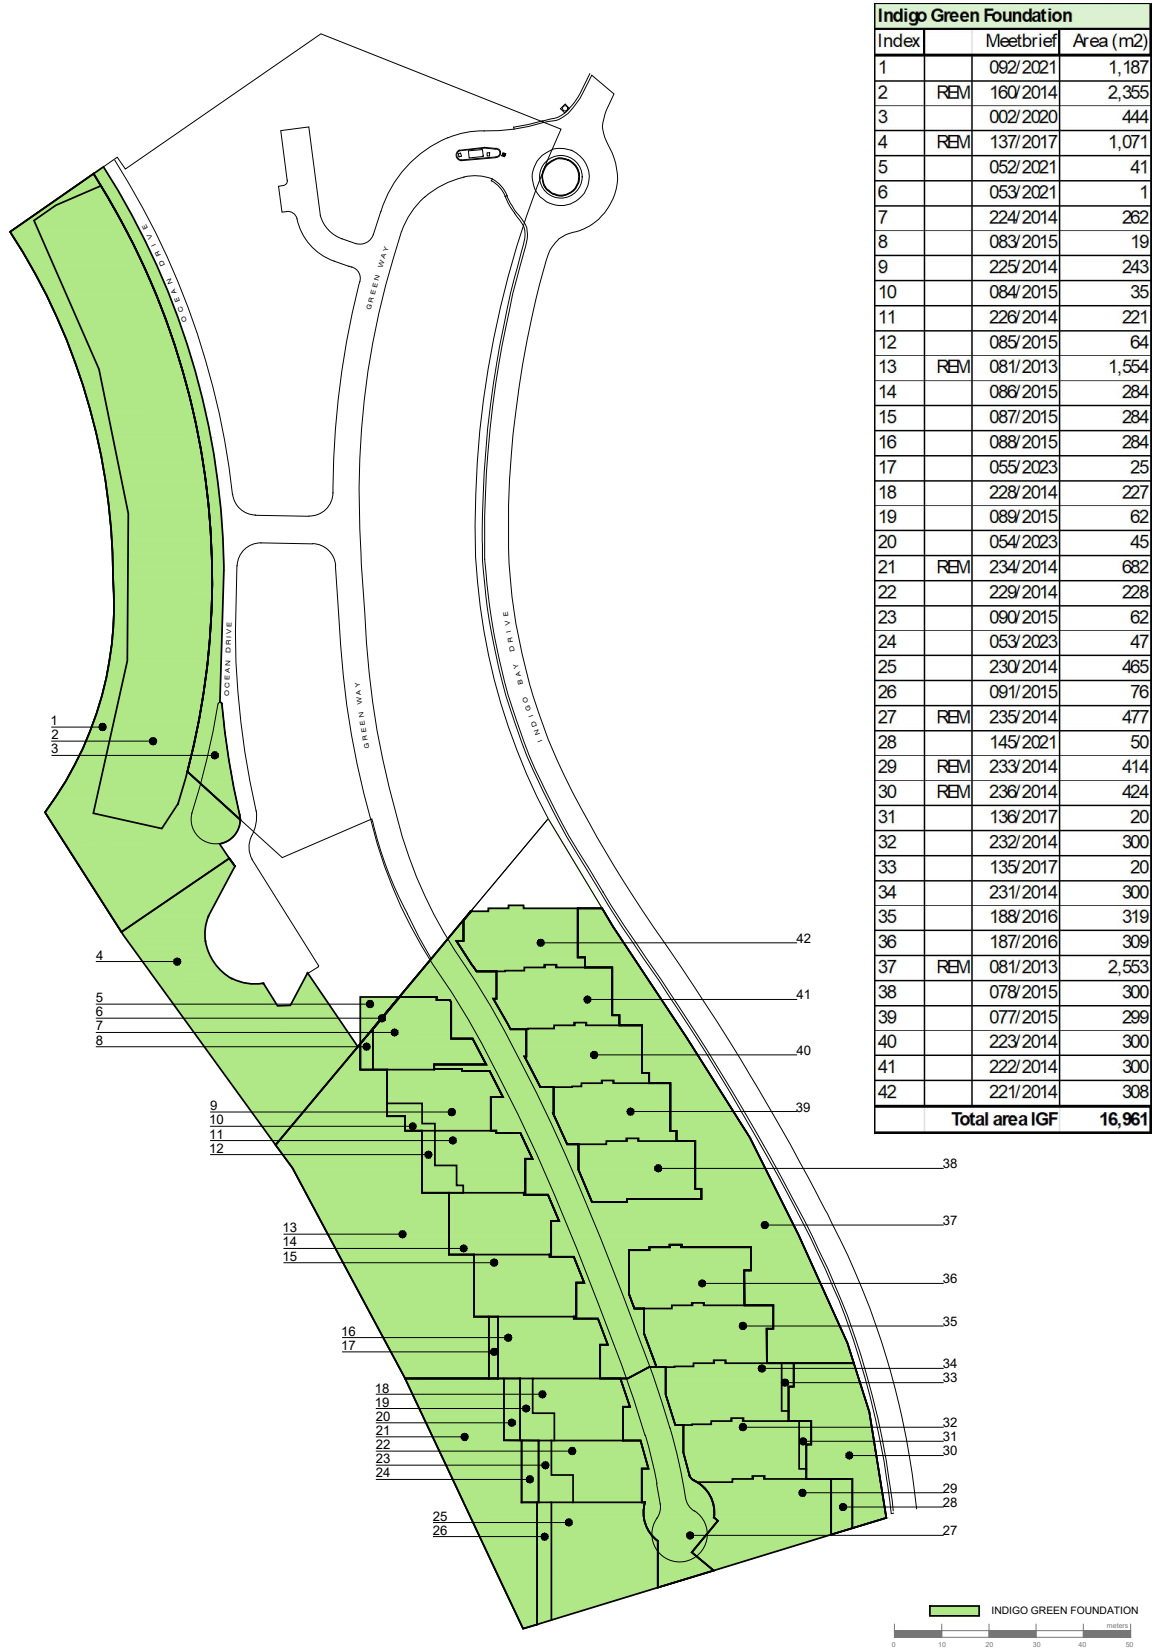 Indigo Green Foundation
Index Meetbrief Area (m2)
1 092/2021 1,187
2 REM 160/2014 2,355
3 002/2020 444
4 REM 137/2017 1,071
5 052/2021 41
6 053/2021 1
7 224/2014 262
8 083/2015 19
9 225/2014 243
10 084/2015 35
11 226/2014 221
12 085/2015 64
13 REM 081/2013 1,554
14 086/2015 284
15 087/2015 284
16 088/2015 284
17 055/2023 25
18 228/2014 227
19 089/2015 62
20 054/2023 45
21 REM 234/2014 682
22 229/2014 228
23 090/2015 62
24 053/2023 47
25 230/2014 465
26 091/2015 76
27 REM 235/2014 477
28 145/2021 50
29 REM 233/2014 414
30 REM 236/2014 424
31 136/2017 20
32 232/2014 300
33 135/2017 20
34 231/2014 300
35 188/2016 319
36 187/2016 309
37 REM 081/2013 2,553
38 078/2015 300
39 077/2015 299
40 223/2014 300
41 222/2014 300
42 221/2014 308
Total area IGF 16,961
OCEAN DRIVE
GREEN WAY
OCEAN DRIVE
GREEN WAY
INDIGO BAY DRIVE
1
2
3
4
5
6
7
8
9
10
11
12
13
14
15
16
17
18
19
20
21
22
23
24
25
26
42
41
40
39
38
37
36
35
34
33
32
31
30
29
28
27
INDIGO GREEN FOUNDATION
meters
0 10 20 30 40 50